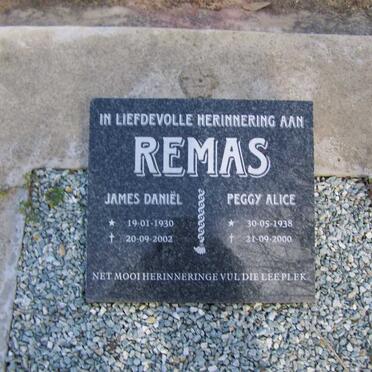 IN LIEFDEVOLLE HERINNERING AAN
REMAS
JAMES DANIËL PEGGY ALICE
★ 19-01-1930 ★ 30-05-1938
† 20-09-2002 † 21-09-2000
NET MOOI HERINNERINGE VUL DIE LEE PLEK